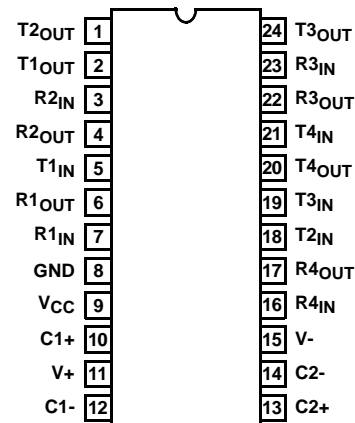 T2OUT 1 24 T3OUT
T1OUT 2 23 R3IN
R2IN 3 22 R3OUT
R2OUT 4 21 T4IN
T1IN 5 20 T4OUT
R1OUT 6 19 T3IN
R1IN 7 18 T2IN
GND 8 17 R4OUT
VCC 9 16 R4IN
C1+ 10 15 V-
V+ 11 14 C2-
C1- 12 13 C2+